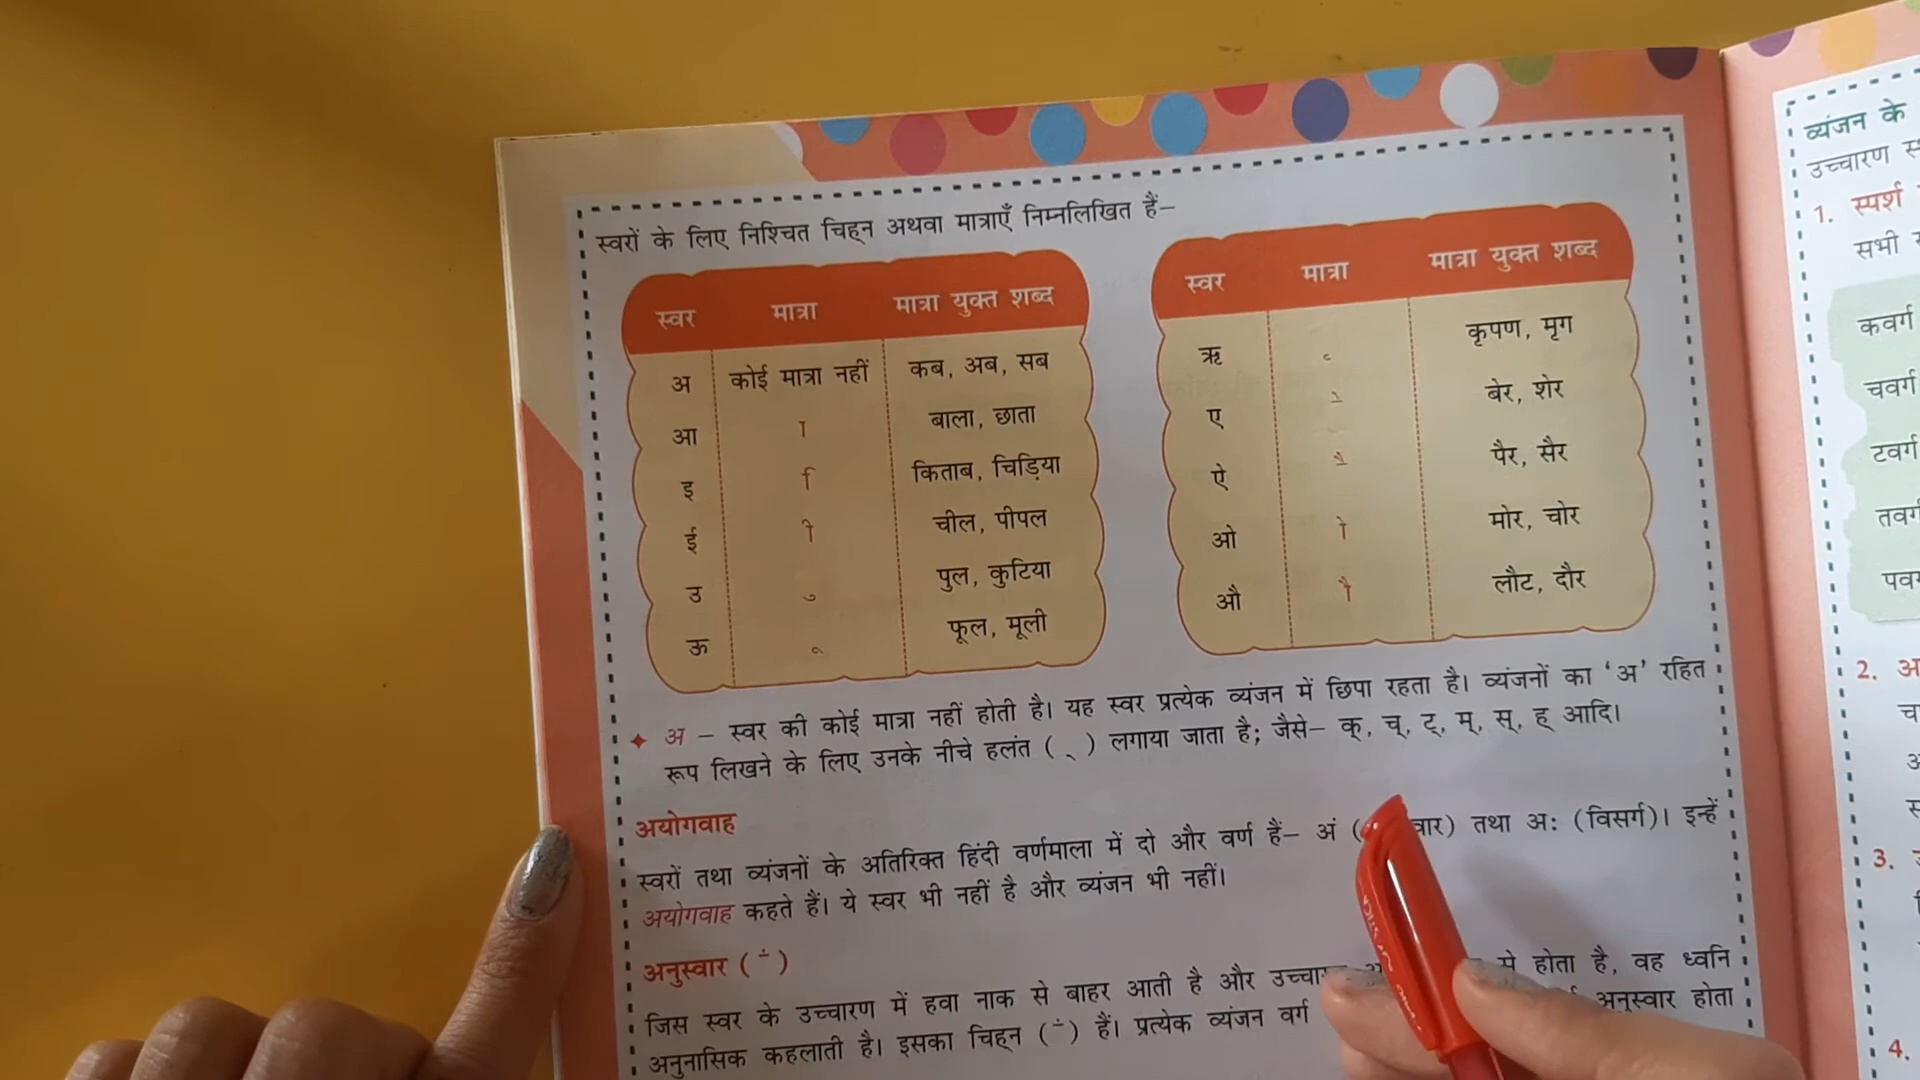 स्वरों के लिए निश्चित चिह्न अथवा मात्राएँ निम्नलिखित हैं–
स्वर मात्रा मात्रा युक्त शब्द
अ कोई मात्रा नहीं कब, अब, सब
आ ा बाला, छाता
इ ि किताब, चिड़िया
ई ी चील, पीपल
उ ु पुल, कुटिया
ऊ ू फूल, मूली
स्वर मात्रा मात्रा युक्त शब्द
ऋ ृ कृपण, मृग
ए े बेर, शेर
ऐ ै पैर, सैर
ओ ो मोर, चोर
औ ौ लौट, दौर
अ – स्वर की कोई मात्रा नहीं होती है। यह स्वर प्रत्येक व्यंजन में छिपा रहता है। व्यंजनों का ‘अ’ रहित
रूप लिखने के लिए उनके नीचे हलंत (्) लगाया जाता है; जैसे– क्, च्, ट्, म्, स्, ह् आदि।
अयोगवाह
स्वरों तथा व्यंजनों के अतिरिक्त हिंदी वर्णमाला में दो और वर्ण हैं– अं ( वार) तथा अः (विसर्ग)। इन्हें
अयोगवाह कहते हैं। ये स्वर भी नहीं है और व्यंजन भी नहीं।
अनुस्वार (ं)
जिस स्वर के उच्चारण में हवा नाक से बाहर आती है और से होता है, वह ध्वनि
अनुनासिक कहलाती है। इसका चिह्न (ं) हैं। प्रत्येक व्यंजन वर्ग अनुस्वार होता
व्यंजन के
उच्चारण
1. स्पर्श
सभी
कवर्ग
चवर्ग
टवर्ग
तवर्ग
2.
3.
4.